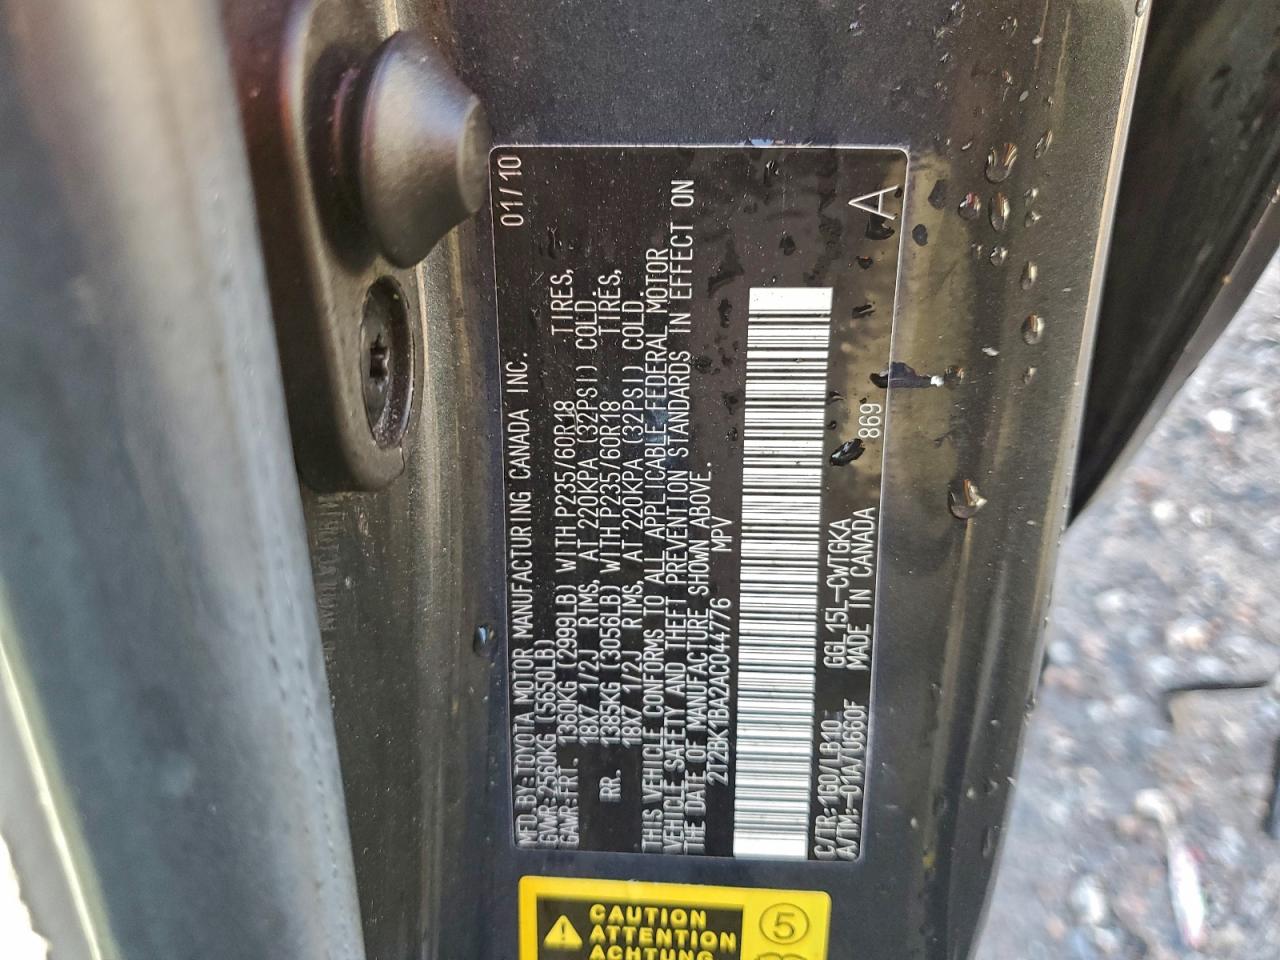 MFD. BY: TOYOTA MOTOR MANUFACTURING CANADA INC. 01/10
GVWR: 2560KG (5650LB)
GAWR: FRT. 1360KG (2999LB) WITH P235/60R18 TIRES,
18X7 1/2J RIMS, AT 220KPA (32PSI) COLD.
RR. 1385KG (3056LB) WITH P235/60R18 TIRES,
18X7 1/2J RIMS, AT 220KPA (32PSI) COLD.
THIS VEHICLE CONFORMS TO ALL APPLICABLE FEDERAL MOTOR
VEHICLE SAFETY AND THEFT PREVENTION STANDARDS IN EFFECT ON
THE DATE OF MANUFACTURE SHOWN ABOVE.
2T2BK1BA2AC044776 MPV
A
C/TR: 1G0/LB10 GGL15L-CWTGKA
A/TM: -01A/U660F MADE IN CANADA 869
CAUTION
ATTENTION
ACHTUNG
5